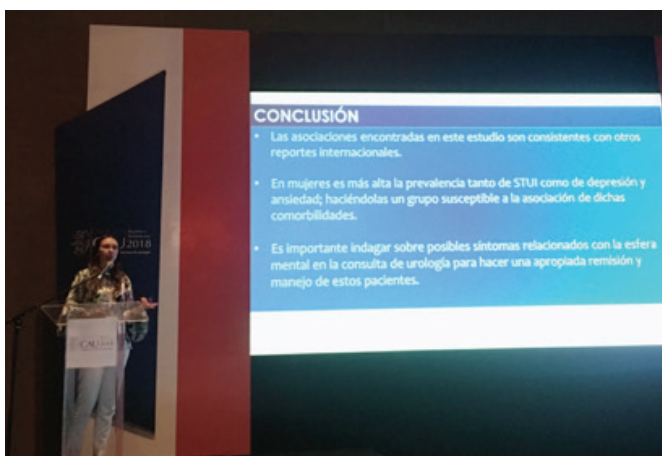 CONCLUSIÓN
• Las asociaciones encontradas en este estudio son consistentes con otros
reportes internacionales.
• En mujeres es más alta la prevalencia tanto de STUI como de depresión y
ansiedad; haciéndolas un grupo susceptible a la asociación de dichas
comorbilidades.
• Es importante indagar sobre posibles síntomas relacionados con la esfera
mental en la consulta de urología para hacer una apropiada remisión y
manejo de estos pacientes.
CAU2018
CAU